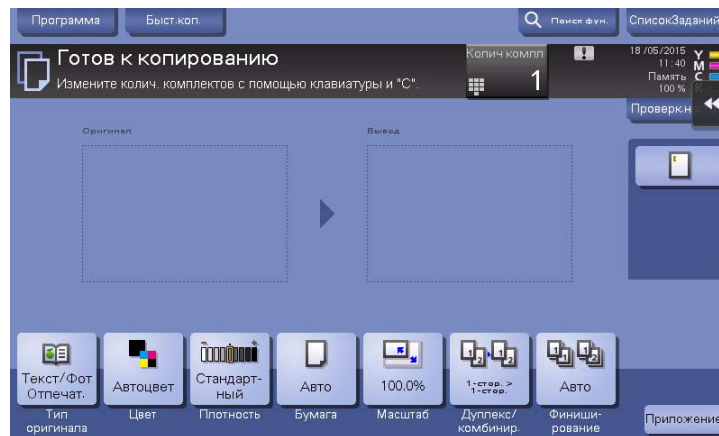 Программа
Быст.коп.
Поиск фун.
СписокЗаданий
Готов к копированию
Измените колич. комплектов с помощью клавиатуры и "C".
Колич компл
1
18/05/2015
11:40
Память
100 %
Y
M
C
K
Проверк.н
Оригинал
Вывод
Текст/Фот
Отпечат.
Автоцвет
Стандарт-
ный
Авто
100.0%
1-стор. >
1-стор.
Авто
Тип
оригинала
Цвет
Плотность
Бумага
Масштаб
Дуплекс/
комбинир.
Финиши-
рование
Приложение